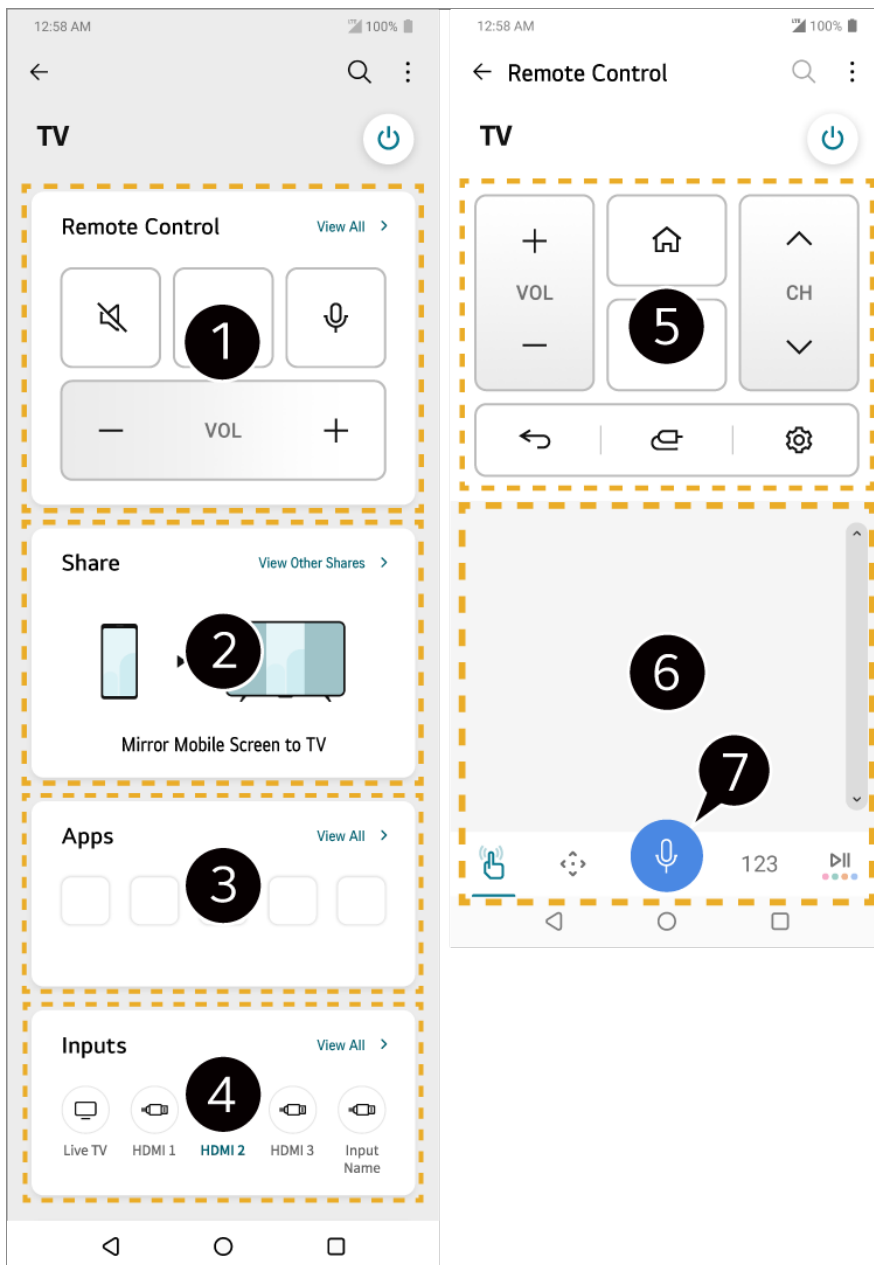 12:58 AM LTE 100%
TV
Remote Control View All >
1
— VOL +
Share View Other Shares >
2
Mirror Mobile Screen to TV
Apps View All >
3
Inputs View All >
4
Live TV HDMI 1 HDMI 2 HDMI 3 Input Name
12:58 AM LTE 100%
Remote Control
TV
+
VOL CH
5
—
6
7
123